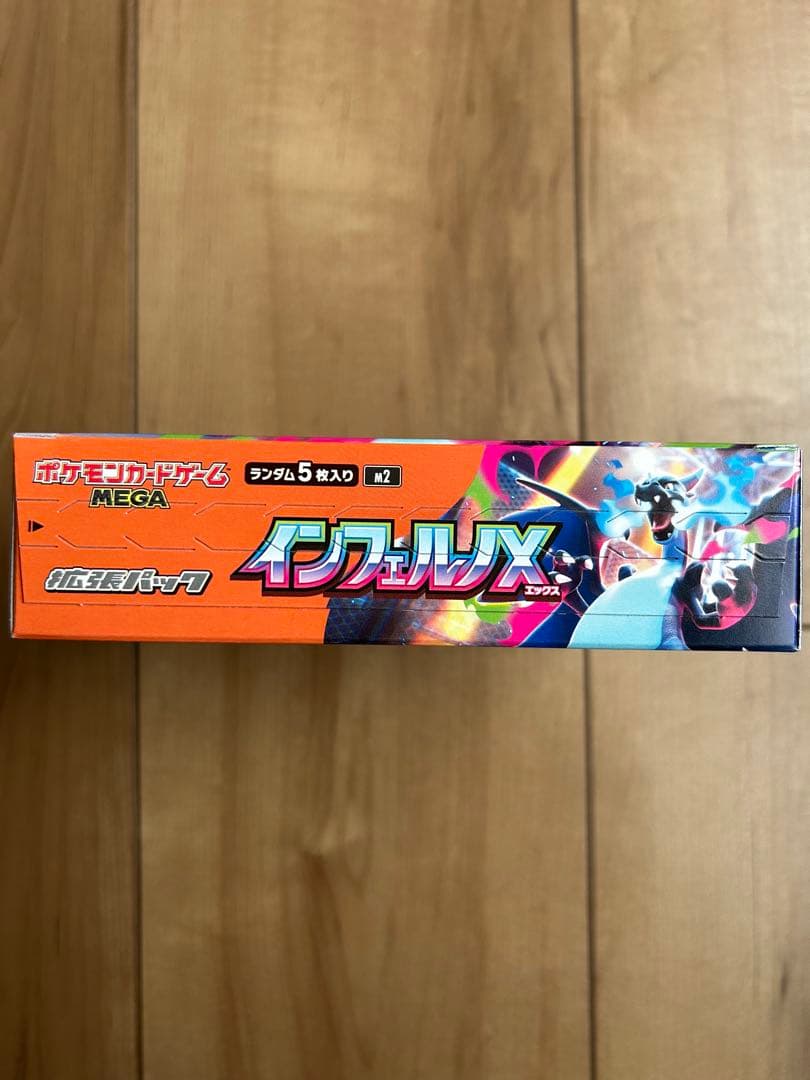 ポケモンカードゲーム
MEGA
ランダム5枚入り
M2
拡張パック
インフェルノX
エックス